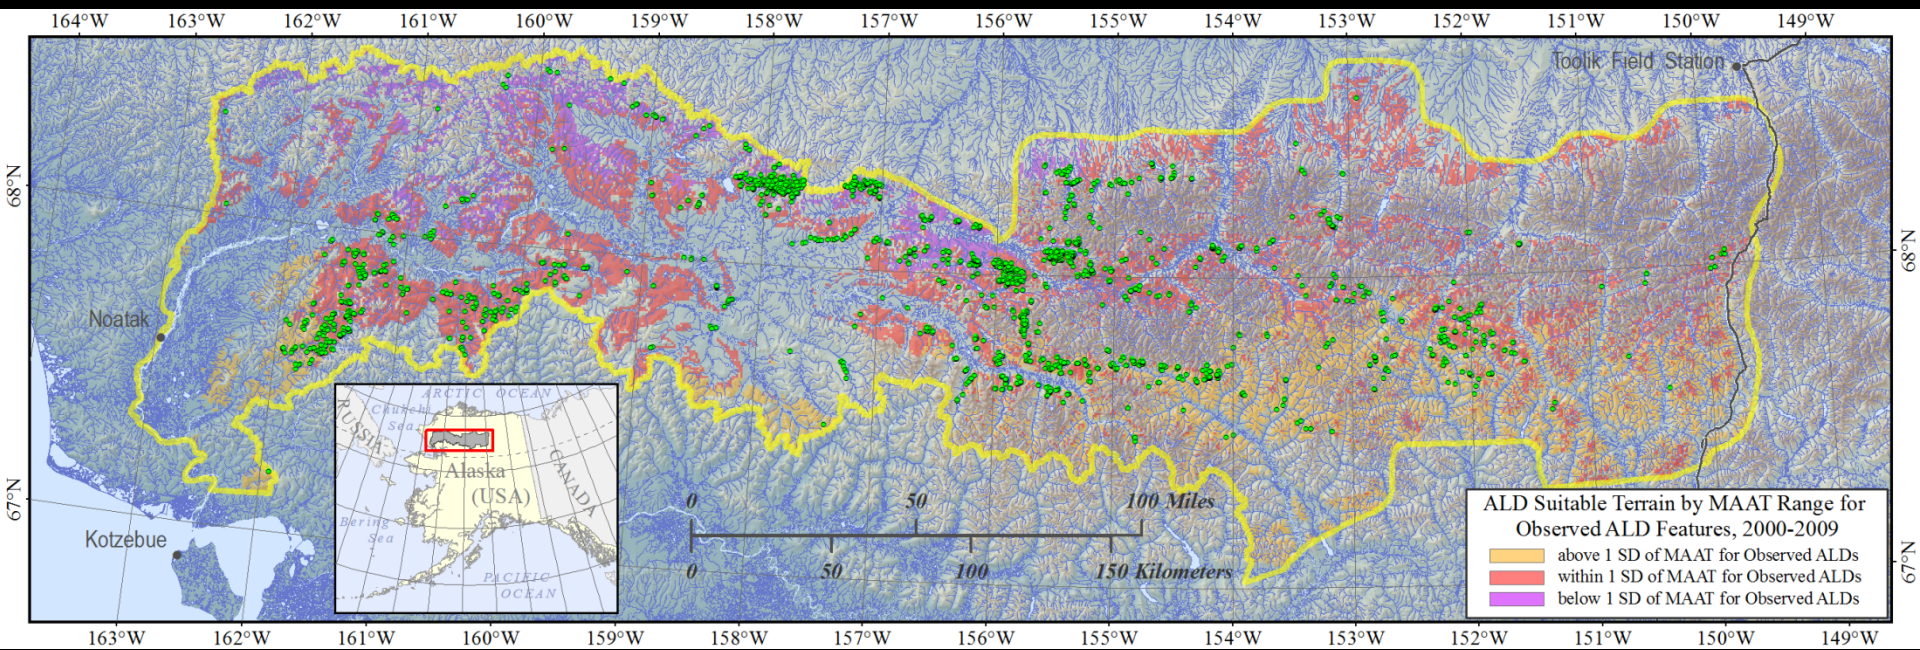 164°W 163°W 162°W 161°W 160°W 159°W 158°W 157°W 156°W 155°W 154°W 153°W 152°W 151°W 150°W 149°W
Toolik Field Station
68°N
68°N
Noatak
ARCTIC OCEAN
Chukchi
Sea
RUSSIA
Alaska
(USA)
CANADA
Bering
Sea
PACIFIC
OCEAN
67°N
67°N
Kotzebue
0 50 100 Miles
0 50 100 150 Kilometers
ALD Suitable Terrain by MAAT Range for
Observed ALD Features, 2000-2009
above 1 SD of MAAT for Observed ALDs
within 1 SD of MAAT for Observed ALDs
below 1 SD of MAAT for Observed ALDs
163°W 162°W 161°W 160°W 159°W 158°W 157°W 156°W 155°W 154°W 153°W 152°W 151°W 150°W 149°W